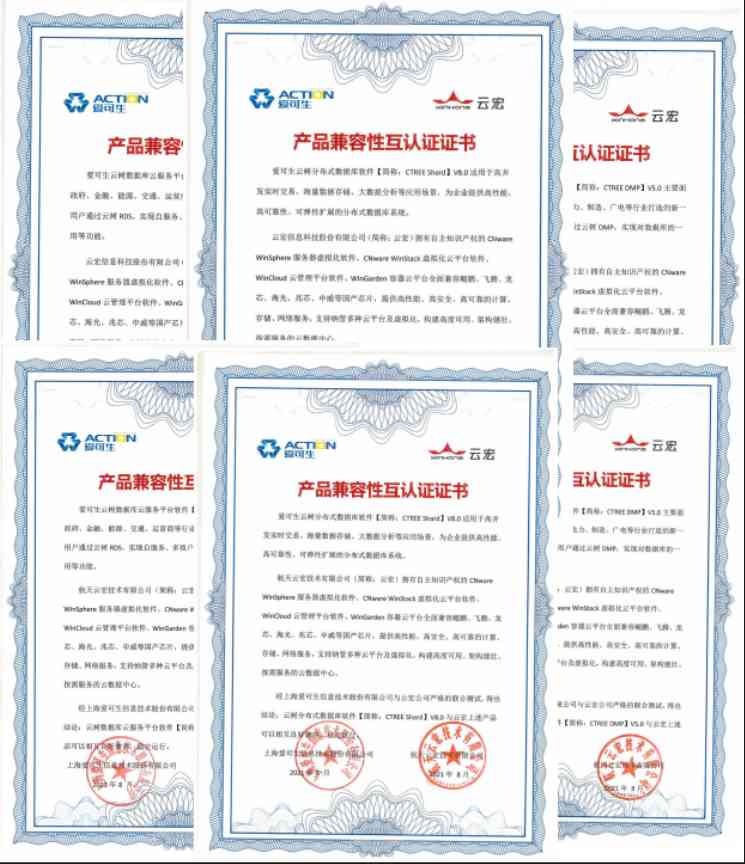 ACTION
爱可生
产品兼容性
爱可生云树数据库云服务平台
政府、金融、能源、交通、运营
用户通过云树 RDS，实现自服务、
用等功能。
云宏信息科技股份有限公司
WinSphere 服务器虚拟化软件、C
WinCloud 云管理平台软件、WinG
芯、海光、兆芯、申威等国产芯片
ACTION
爱可生
WINHONG 云宏
产品兼容性互认证证书
爱可生云树分布式数据库软件【简称：CTREE Shard】V8.0 适用于高并
发实时交易、海量数据存储、大数据分析等应用场景，为企业提供高性能、
高可靠性、可弹性扩展的分布式数据库系统。
云宏信息科技股份有限公司（简称：云宏）拥有自主知识产权的 CNware
WinSphere 服务器虚拟化软件、CNware WinStack 虚拟化云平台软件、
WinCloud 云管理平台软件、WinGarden 容器云平台全面兼容鲲鹏、飞腾、龙
芯、海光、兆芯、申威等国产芯片，提供高性能、高安全、高可靠的计算、
存储、网络服务；支持纳管多种云平台及虚拟化，构建高度可用、架构健壮、
按需服务的云数据中心。
WINHONG 云宏
互认证证书
【简称：CTREE DMP】V5.0 主要面
力、制造、广电等行业打造的新一
过云树 DMP，实现对数据库的一
云宏）拥有自主知识产权的 CNware
inStack 虚拟化云平台软件、
器云平台全面兼容鲲鹏、飞腾、龙
高性能、高安全、高可靠的计算、
ACTION
爱可生
产品兼容性互
爱可生云树数据库云服务平台软件【
政府、金融、能源、交通、运营商等行业
用户通过云树 RDS，实现自服务、多租户
用等功能。
航天云宏技术有限公司（简称：云宏
WinSphere 服务器虚拟化软件、CNware W
WinCloud 云管理平台软件、WinGarden 容
芯、海光、兆芯、申威等国产芯片，提供
存储、网络服务；支持纳管多种云平台及
按需服务的云数据中心。
经上海爱可生信息技术股份有限公司
结论：云树数据库云服务平台软件【简称
品可以相互
上海爱可生信息技术股份有限公司
2021 年 8 月
ACTION
爱可生
WINHONG 云宏
产品兼容性互认证证书
爱可生云树分布式数据库软件【简称：CTREE Shard】V8.0 适用于高并
发实时交易、海量数据存储、大数据分析等应用场景，为企业提供高性能、
高可靠性、可弹性扩展的分布式数据库系统。
航天云宏技术有限公司（简称：云宏）拥有自主知识产权的 CNware
WinSphere 服务器虚拟化软件、CNware WinStack 虚拟化云平台软件、
WinCloud 云管理平台软件、WinGarden 容器云平台全面兼容鲲鹏、飞腾、龙
芯、海光、兆芯、申威等国产芯片，提供高性能、高安全、高可靠的计算、
存储、网络服务；支持纳管多种云平台及虚拟化，构建高度可用、架构健壮、
按需服务的云数据中心。
经上海爱可生信息技术股份有限公司与云宏公司严格的联合测试，得出
结论：云树分布式数据库软件【简称：CTREE Shard】V8.0 与云宏上述产品
可以相互良好兼容，稳定运行。
上海爱可生信息技术股份有限公司 航天云宏技术有限公司
2021 年 8 月 2021 年 8 月
WINHONG 云宏
互认证证书
件【简称：CTREE DMP】V5.0 主要面
电力、制造、广电等行业打造的新一
用户通过云树 DMP，实现对数据库的一
：云宏）拥有自主知识产权的 CNware
ware WinStack 虚拟化云平台软件、
den 容器云平台全面兼容鲲鹏、飞腾、龙
提供高性能、高安全、高可靠的计算、
平台及虚拟化，构建高度可用、架构健壮、
限公司与云宏公司严格的联合测试，得出
件【简称：CTREE DMP】V5.0 与云宏上述
航天云宏技术有限公司
2021 年 8 月